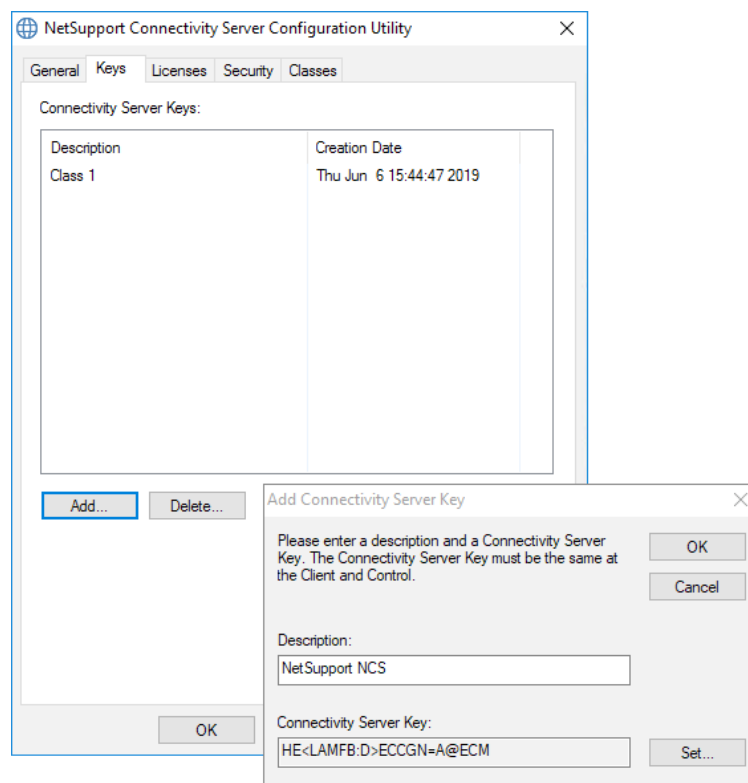 NetSupport Connectivity Server Configuration Utility
General Keys Licenses Security Classes
Connectivity Server Keys:
Description Creation Date
Class 1 Thu Jun 6 15:44:47 2019
Add... Delete...
OK
Add Connectivity Server Key
Please enter a description and a Connectivity Server
Key. The Connectivity Server Key must be the same at
the Client and Control.
OK
Cancel
Description:
NetSupport NCS
Connectivity Server Key:
HE<LAMFB:D>ECCGN=A@ECM
Set...